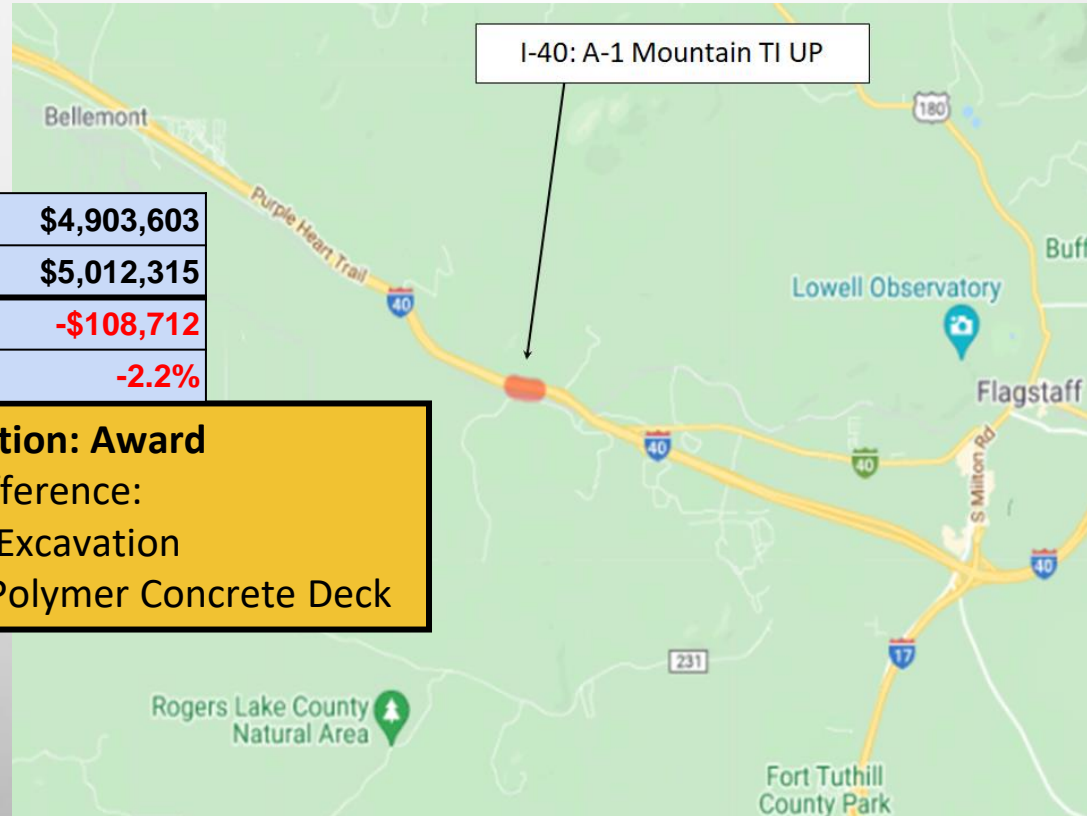 I-40: A-1 Mountain TI UP
180
Bellemont
Purple Heart Trail
$4,903,603
$5,012,315
-$108,712
-2.2%
40
Lowell Observatory
Flagstaff
40
40
S Milton Rd
tion: Award
fference:
Excavation
Polymer Concrete Deck
40
17
231
Rogers Lake County
Natural Area
Fort Tuthill
County Park